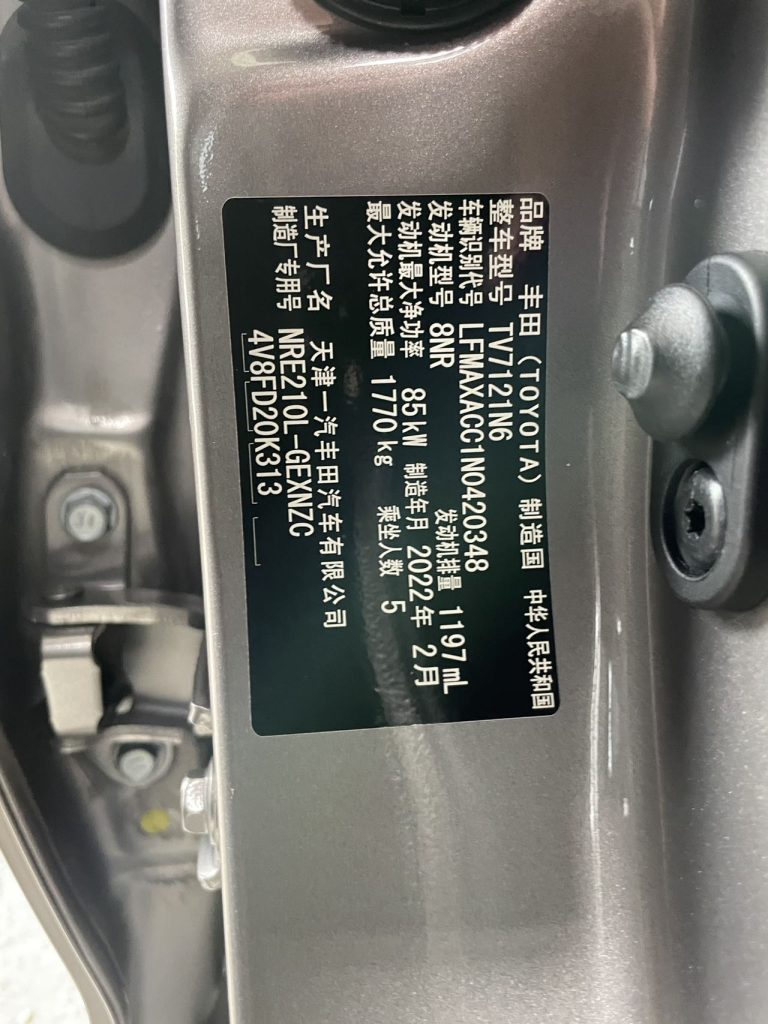 品牌 丰田（TOYOTA） 制造国 中华人民共和国
整车型号 TV7121N6
车辆识别代号 LFMAXACC1N0420348
发动机型号 8NR 发动机排量 1197 mL
发动机最大净功率 85kW 制造年月 2022年 2月
最大允许总质量 1770kg 乘坐人数 5
生产厂名 天津一汽丰田汽车有限公司
制造厂专用号 NRE210L-GEXNZC
4V8FD20K313